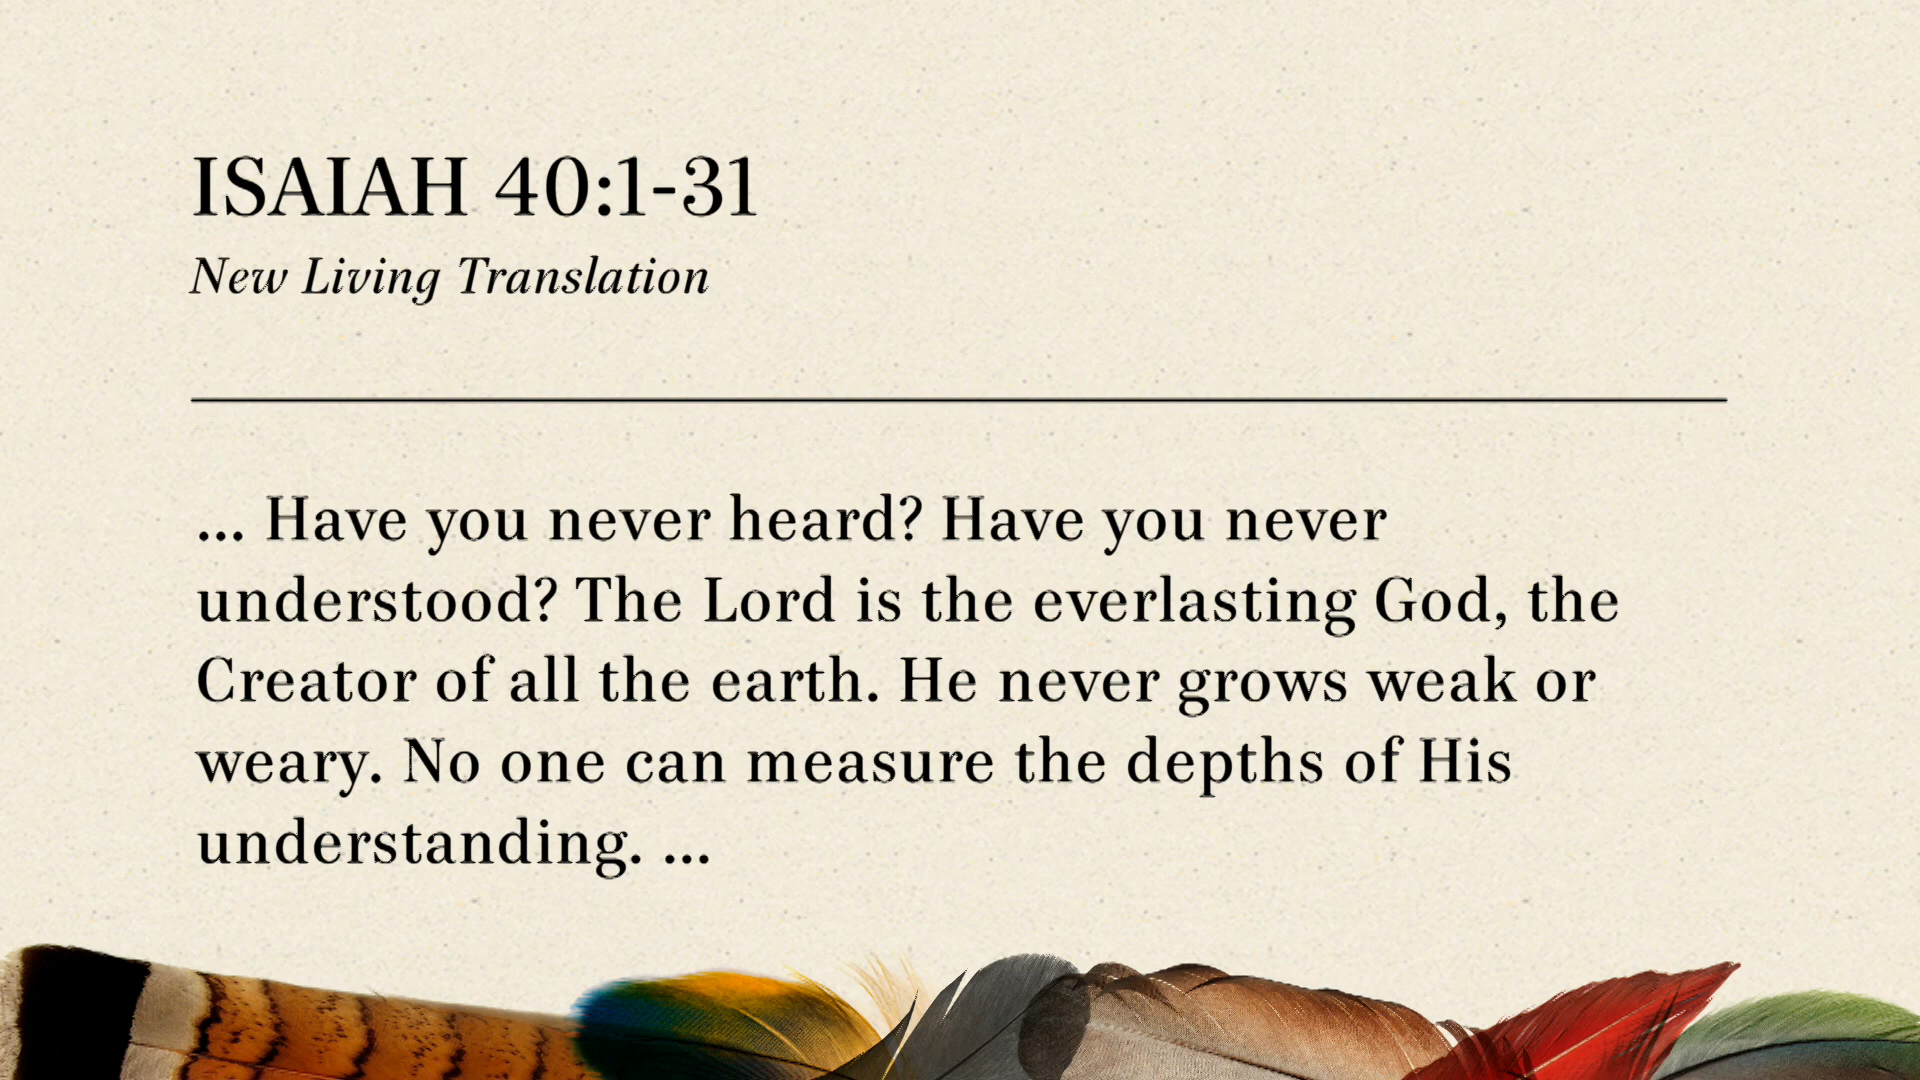 ISAIAH 40:1-31
New Living Translation
... Have you never heard? Have you never
understood? The Lord is the everlasting God, the
Creator of all the earth. He never grows weak or
weary. No one can measure the depths of His
understanding. ...